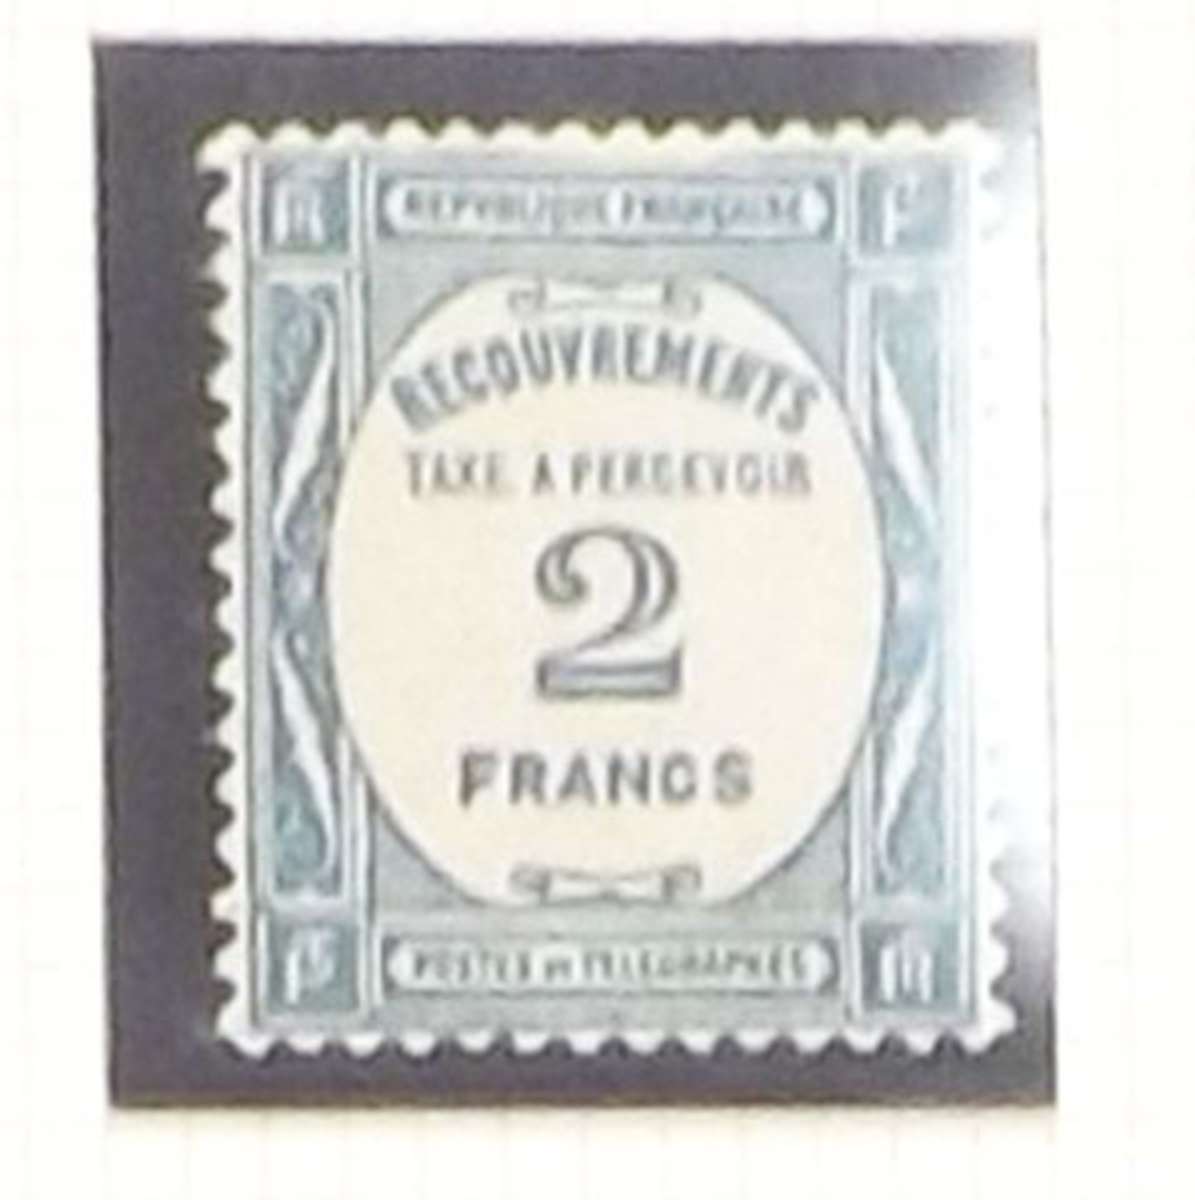 R F
REPUBLIQUE FRANÇAISE
RECOUVREMENTS
TAXE A PERCEVOIR
2
FRANCS
POSTES ET TELEGRAPHES
F R